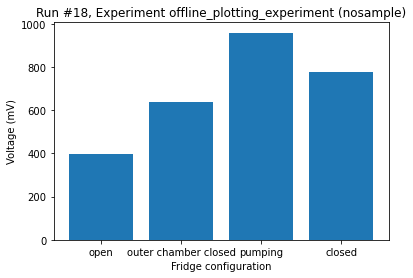 Run #18, Experiment offline_plotting_experiment (nosample)
1000
800
600
400
200
0
Voltage (mV)
open outer chamber closed pumping closed
Fridge configuration